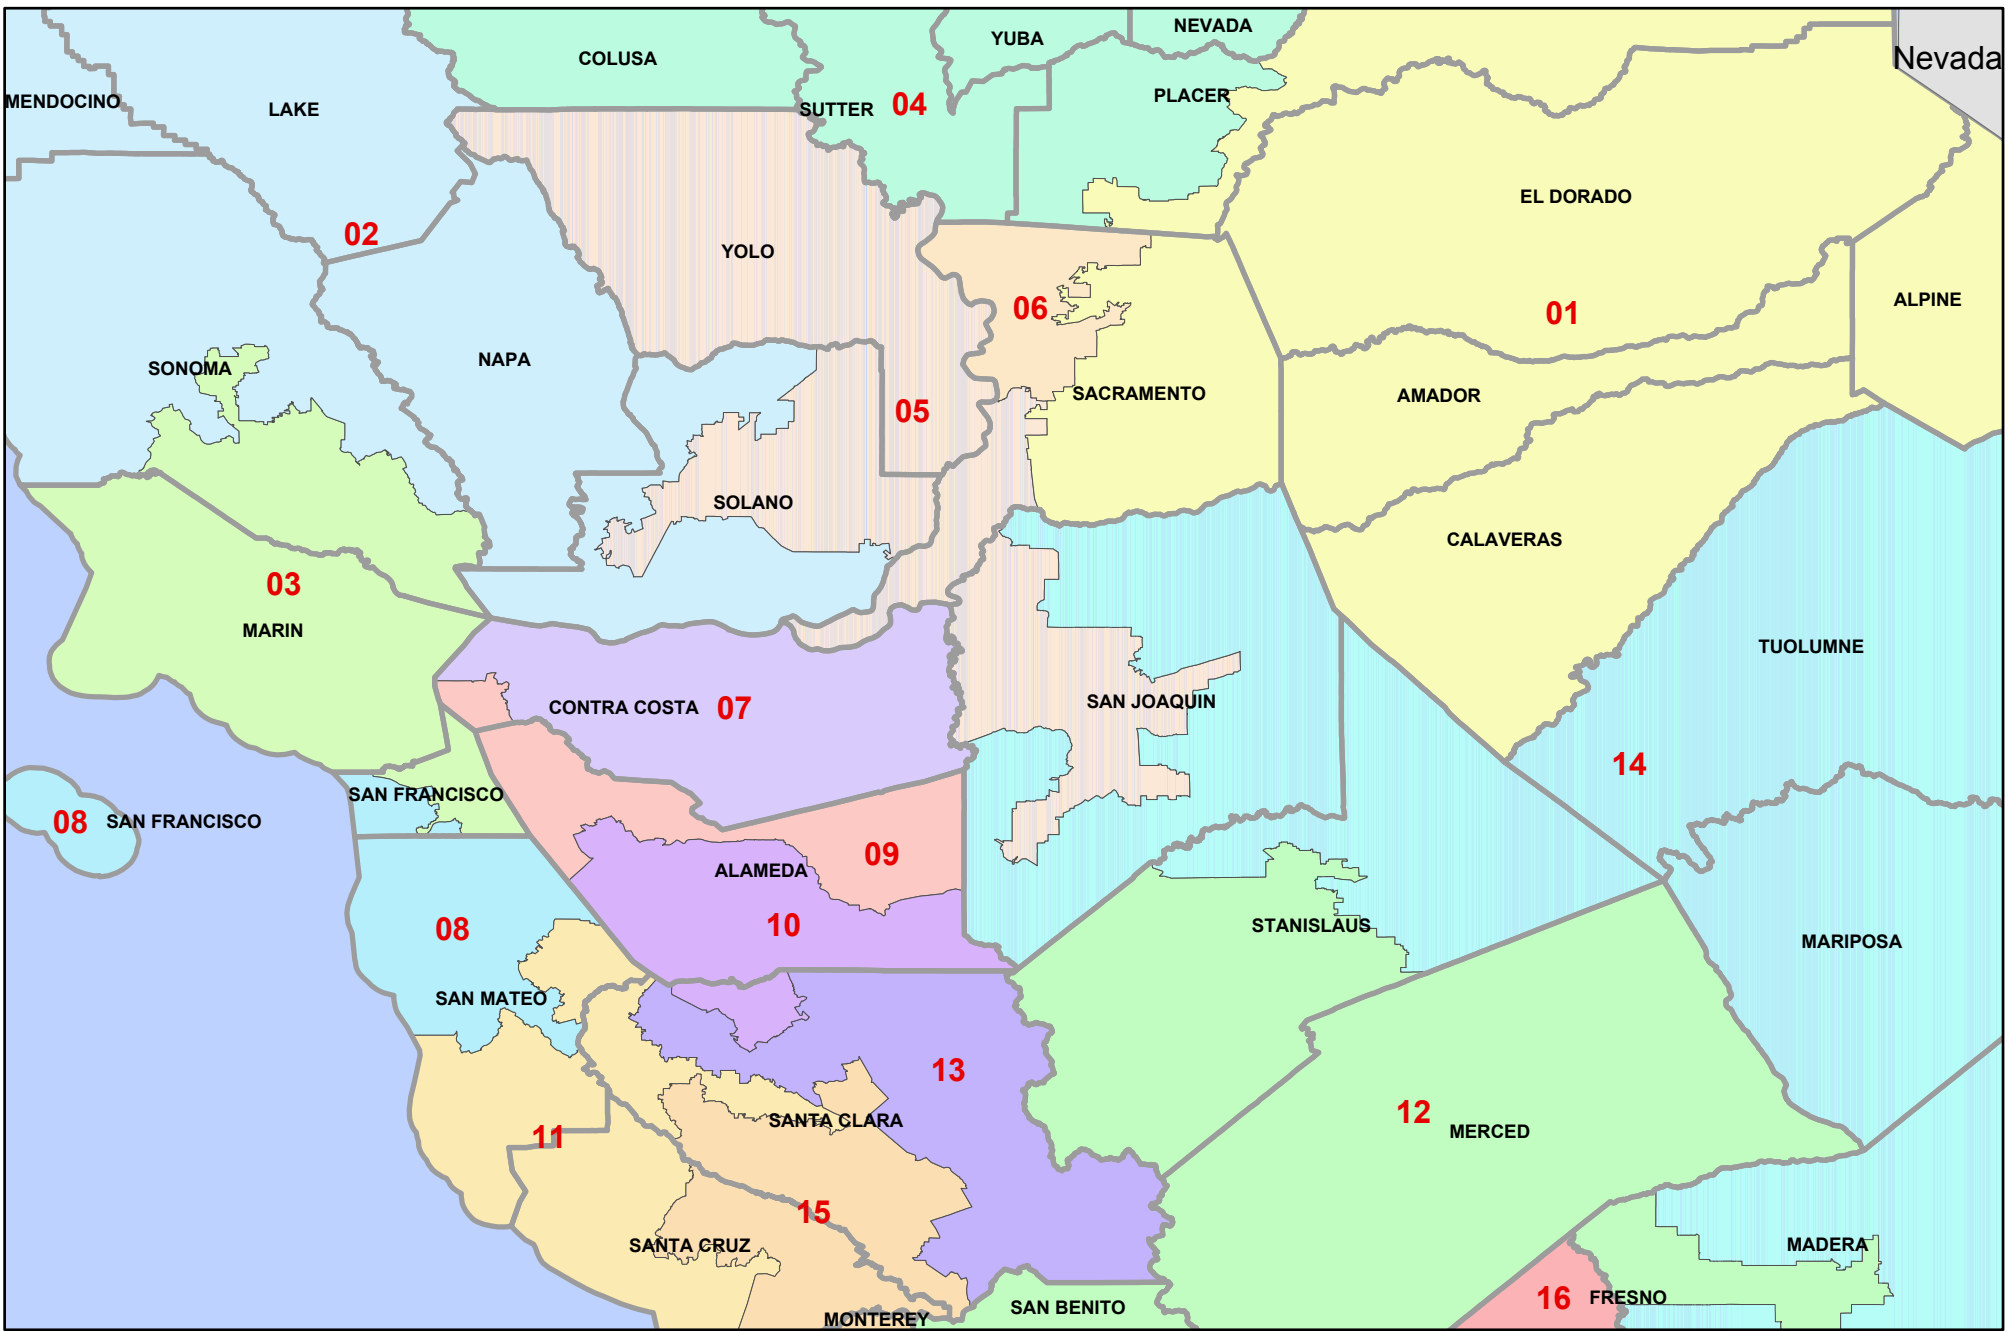 NEVADA
YUBA
COLUSA
Nevada
MENDOCINO
LAKE
SUTTER
04
PLACER
EL DORADO
02
YOLO
06
01
ALPINE
SONOMA
NAPA
SACRAMENTO
AMADOR
05
SOLANO
CALAVERAS
03
MARIN
TUOLUMNE
CONTRA COSTA
07
SAN JOAQUIN
14
SAN FRANCISCO
08
SAN FRANCISCO
ALAMEDA
09
10
08
STANISLAUS
MARIPOSA
SAN MATEO
13
SANTA CLARA
12
MERCED
11
15
SANTA CRUZ
MADERA
16
FRESNO
SAN BENITO
MONTEREY